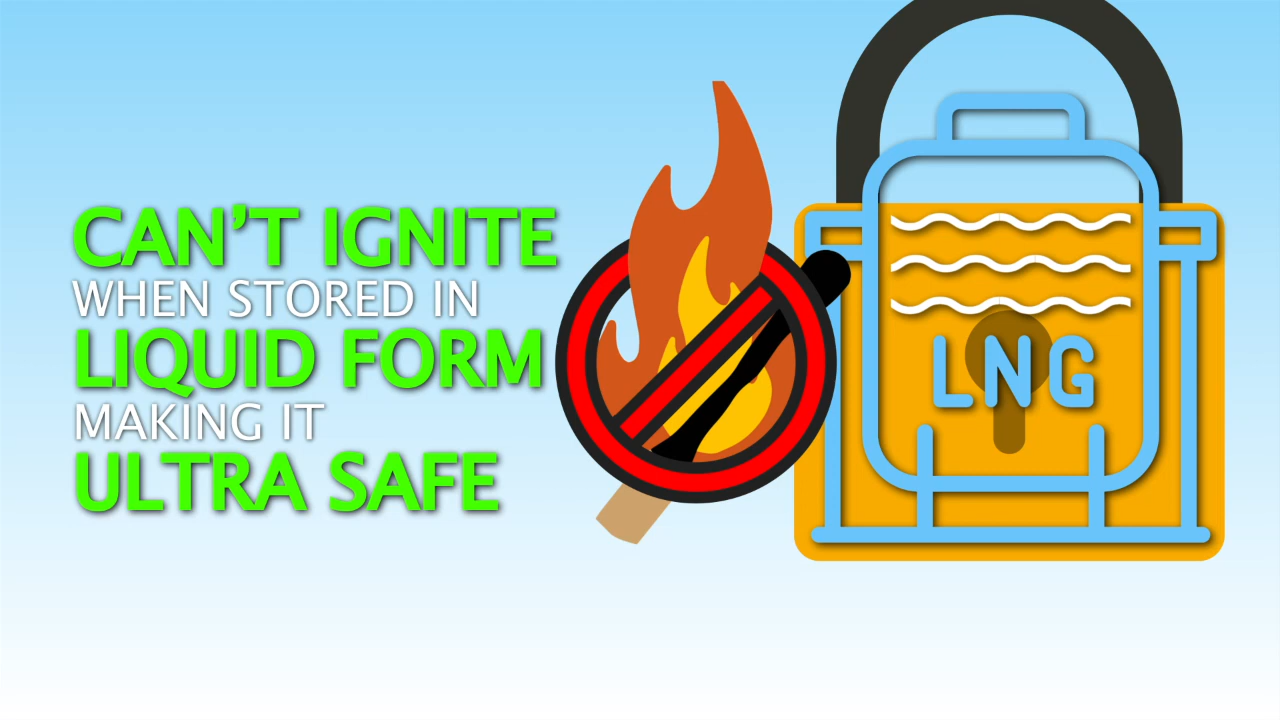 CAN'T IGNITE
WHEN STORED IN
LIQUID FORM
MAKING IT
ULTRA SAFE
LNG